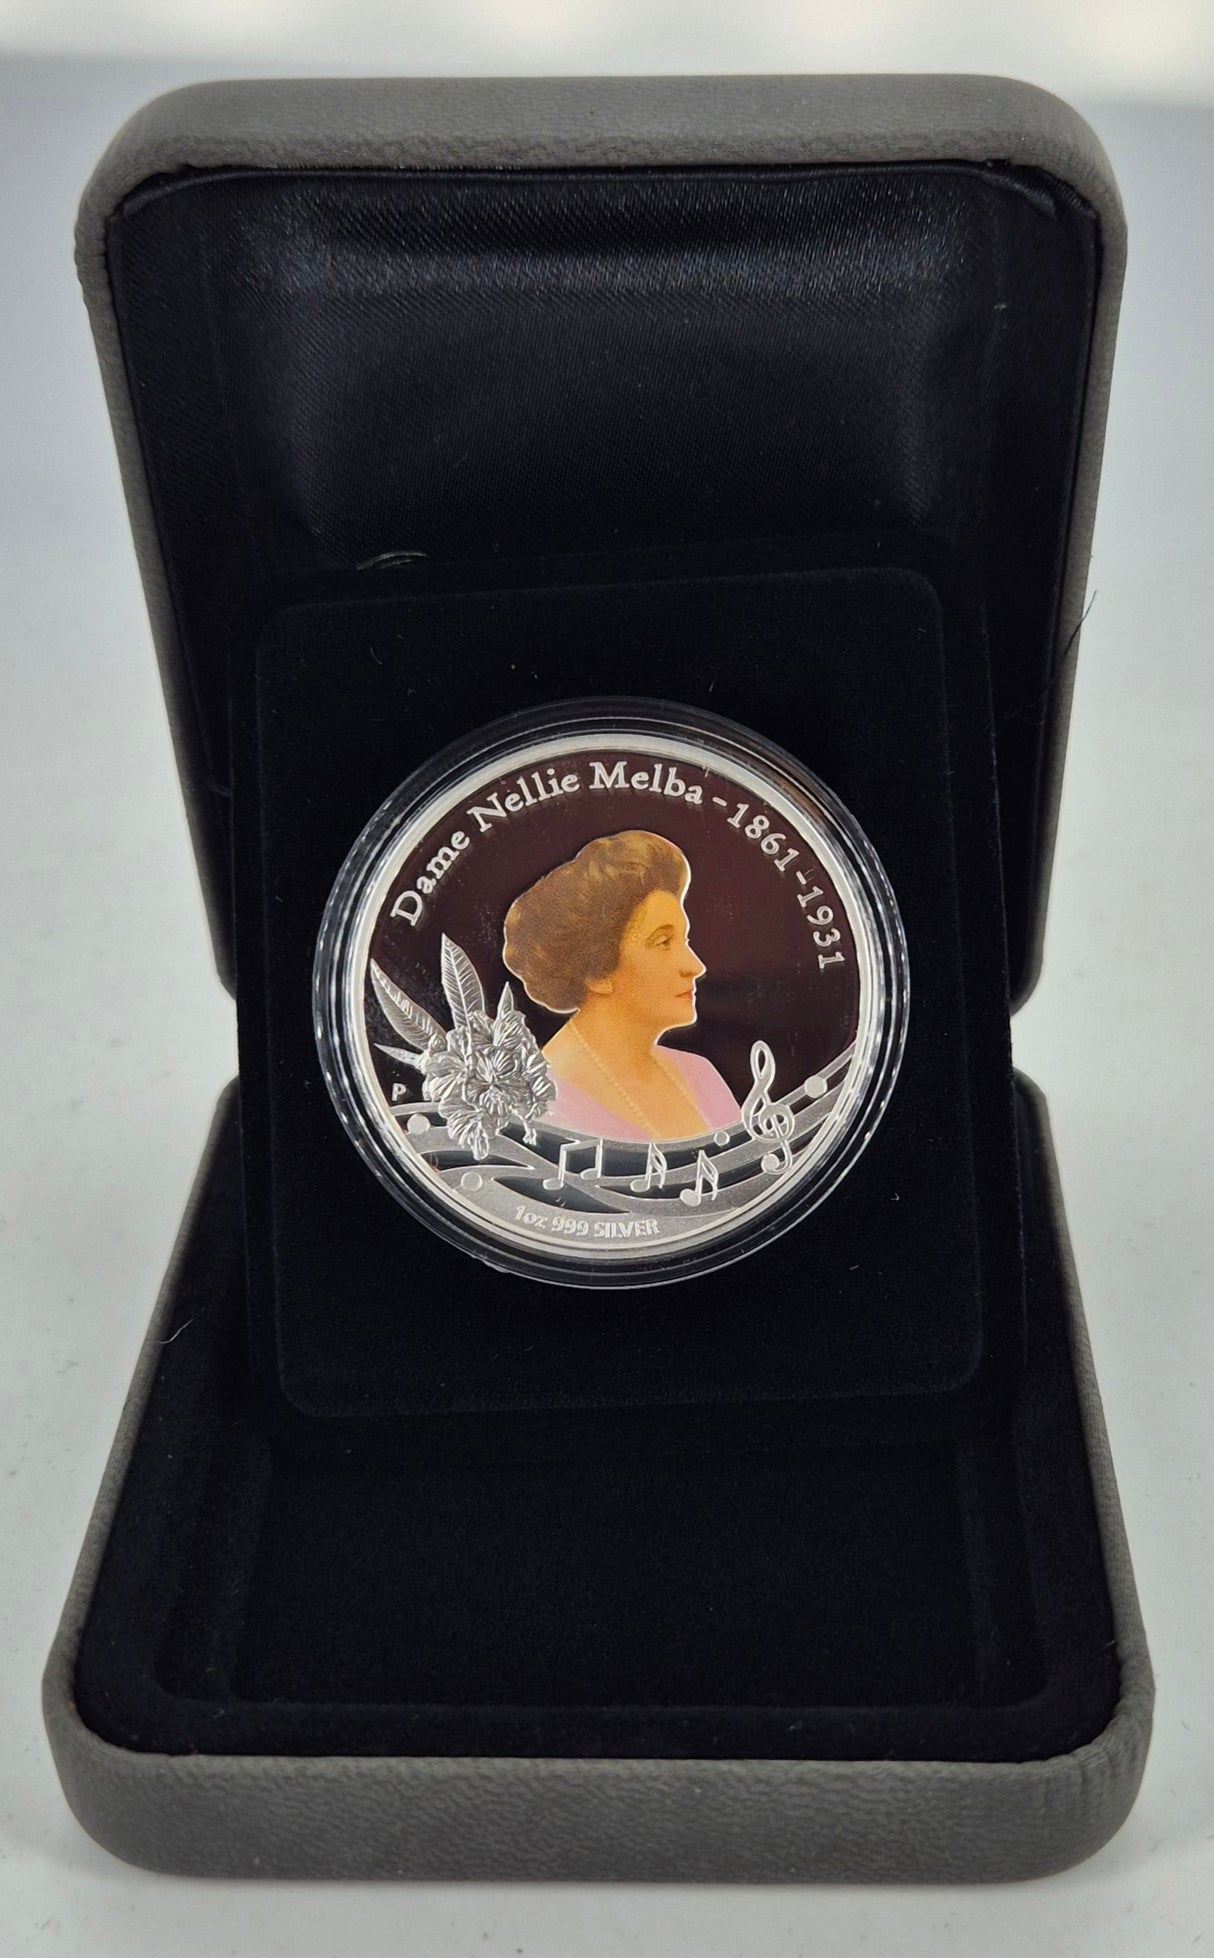 Dame Nellie Melba - 1861 - 1931
P
1oz 999 SILVER